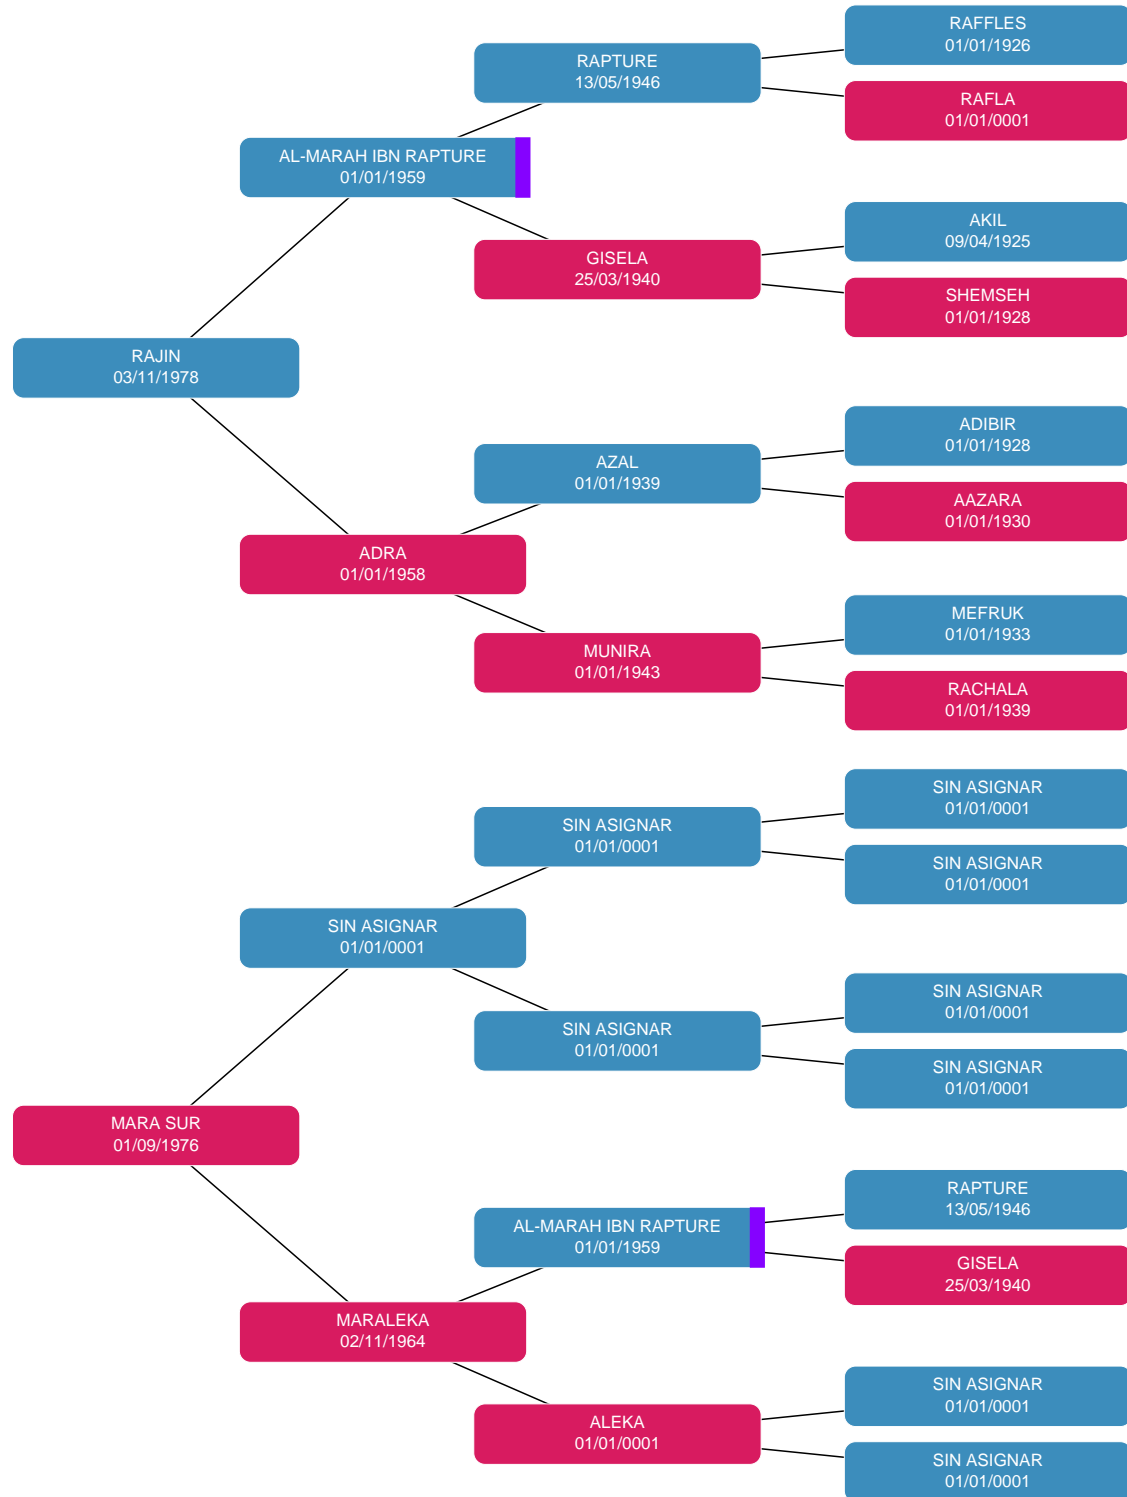 RAFFLES
01/01/1926
RAPTURE
13/05/1946
RAFLA
01/01/0001
AL-MARAH IBN RAPTURE
01/01/1959
AKIL
09/04/1925
GISELA
25/03/1940
SHEMSEH
01/01/1928
RAJIN
03/11/1978
ADIBIR
01/01/1928
AZAL
01/01/1939
AAZARA
01/01/1930
ADRA
01/01/1958
MEFRUK
01/01/1933
MUNIRA
01/01/1943
RACHALA
01/01/1939
SIN ASIGNAR
01/01/0001
SIN ASIGNAR
01/01/0001
SIN ASIGNAR
01/01/0001
SIN ASIGNAR
01/01/0001
SIN ASIGNAR
01/01/0001
SIN ASIGNAR
01/01/0001
SIN ASIGNAR
01/01/0001
MARA SUR
01/09/1976
RAPTURE
13/05/1946
AL-MARAH IBN RAPTURE
01/01/1959
GISELA
25/03/1940
MARALEKA
02/11/1964
SIN ASIGNAR
01/01/0001
ALEKA
01/01/0001
SIN ASIGNAR
01/01/0001